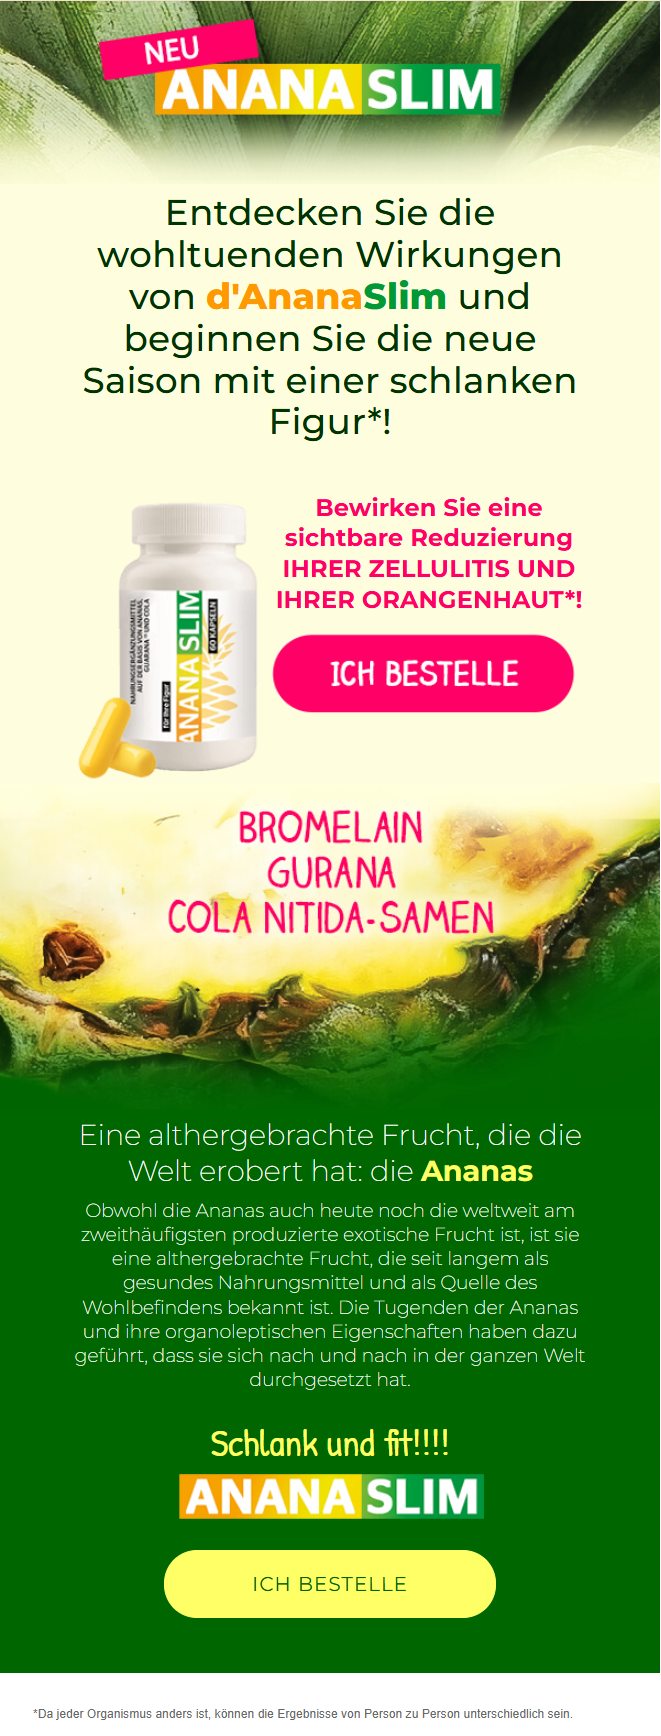 NEU
ANANASLIM
Entdecken Sie die
wohltuenden Wirkungen
von d'AnanaSlim und
beginnen Sie die neue
Saison mit einer schlanken
Figur*!
Bewirken Sie eine
sichtbare Reduzierung
IHRER ZELLULITIS UND
IHRER ORANGENHAUT*!
ICH BESTELLE
NAHRUNGSERGÄNZUNGSMITTEL
AUF DER BASIS VON ANANAS,
GUARANA UND COLA
ANANASLIM
für Ihre Figur
60 KAPSELN
BROMELAIN
GURANA
COLA NITIDA-SAMEN
*
Eine althergebrachte Frucht, die die
Welt erobert hat: die Ananas
Obwohl die Ananas auch heute noch die weltweit am
zweithäufigsten produzierte exotische Frucht ist, ist sie
eine althergebrachte Frucht, die seit langem als
gesundes Nahrungsmittel und als Quelle des
Wohlbefindens bekannt ist. Die Tugenden der Ananas
und ihre organoleptischen Eigenschaften haben dazu
geführt, dass sie sich nach und nach in der ganzen Welt
durchgesetzt hat.
Schlank und fit!!!!
ANANASLIM
ICH BESTELLE
*Da jeder Organismus anders ist, können die Ergebnisse von Person zu Person unterschiedlich sein.